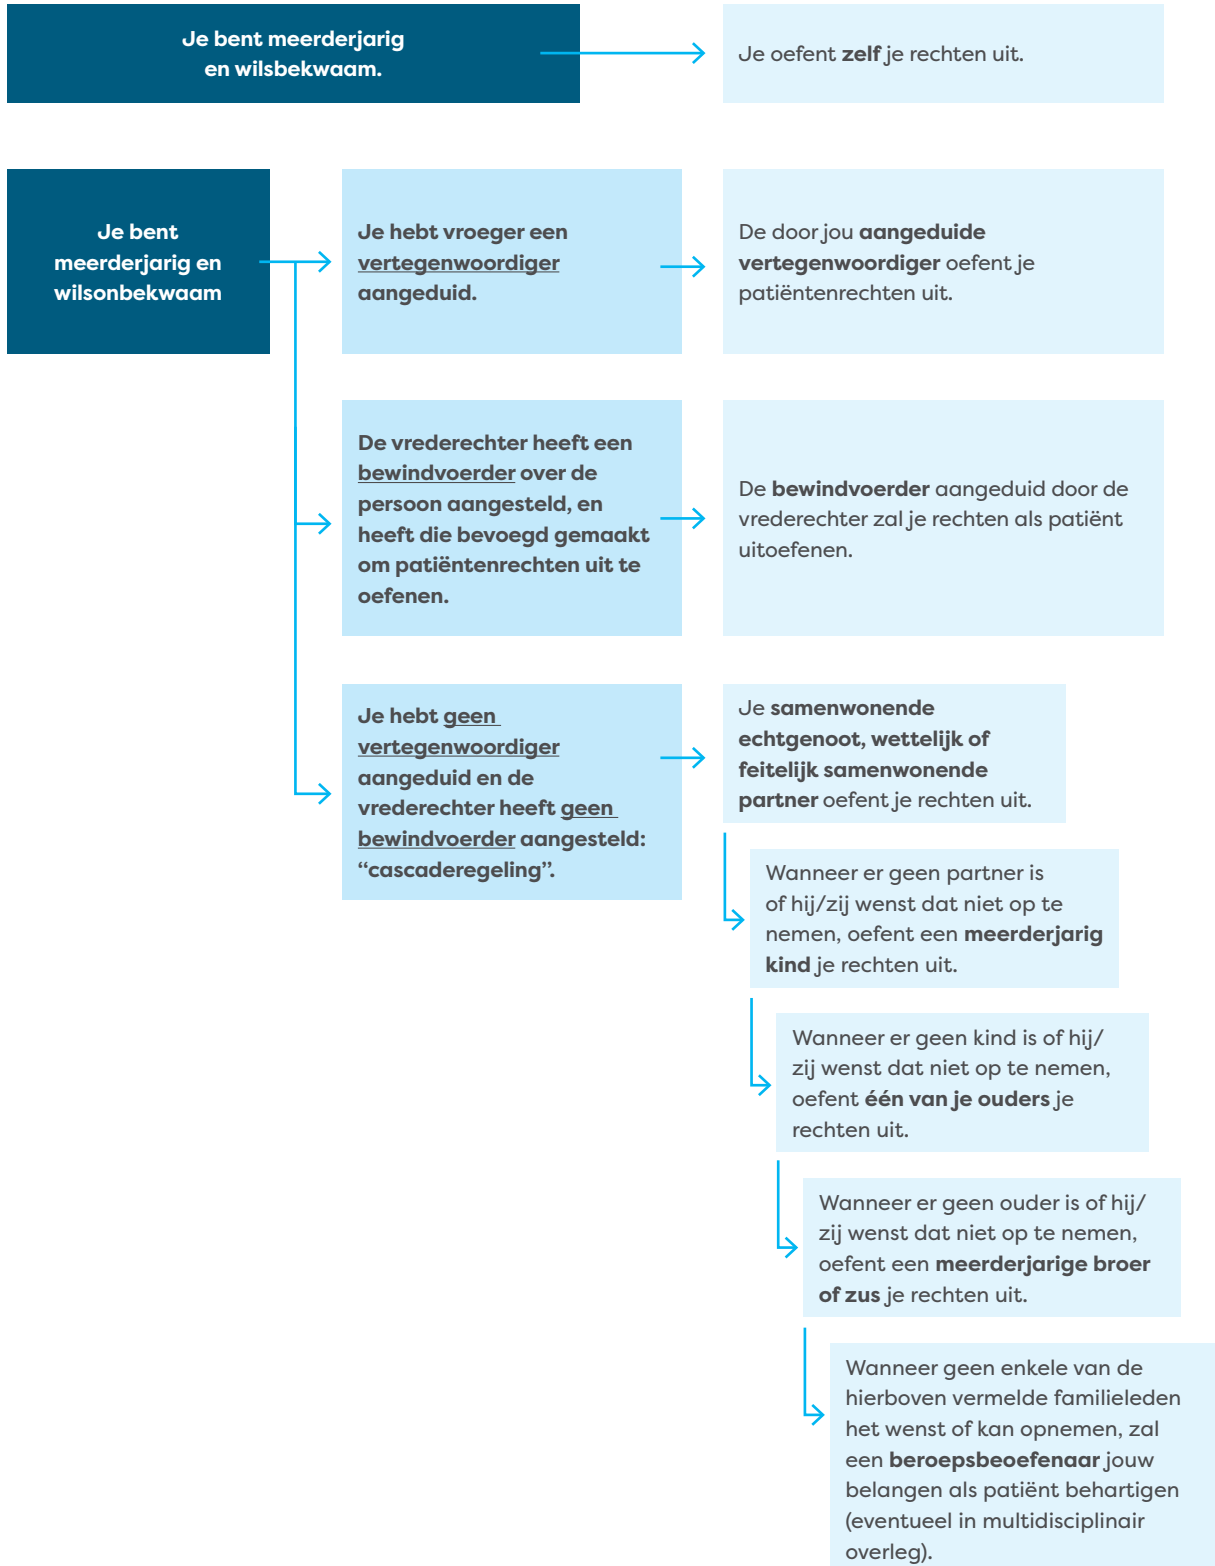 Je bent meerderjarig
en wilsbekwaam.
Je oefent zelf je rechten uit.
Je bent
meerderjarig en
wilsonbekwaam
Je hebt vroeger een
vertegenwoordiger
aangeduid.
De door jou aangeduide
vertegenwoordiger oefent je
patiëntenrechten uit.
De vrederechter heeft een
bewindvoerder over de
persoon aangesteld, en
heeft die bevoegd gemaakt
om patiëntenrechten uit te
oefenen.
De bewindvoerder aangeduid door de
vrederechter zal je rechten als patiënt
uitoefenen.
Je hebt geen
vertegenwoordiger
aangeduid en de
vrederechter heeft geen
bewindvoerder aangesteld:
“cascaderegeling”.
Je samenwonende
echtgenoot, wettelijk of
feitelijk samenwonende
partner oefent je rechten uit.
Wanneer er geen partner is
of hij/zij wenst dat niet op te
nemen, oefent een meerderjarig
kind je rechten uit.
Wanneer er geen kind is of hij/
zij wenst dat niet op te nemen,
oefent één van je ouders je
rechten uit.
Wanneer er geen ouder is of hij/
zij wenst dat niet op te nemen,
oefent een meerderjarige broer
of zus je rechten uit.
Wanneer geen enkele van de
hierboven vermelde familieleden
het wenst of kan opnemen, zal
een beroepsbeoefenaar jouw
belangen als patiënt behartigen
(eventueel in multidisciplinair
overleg).